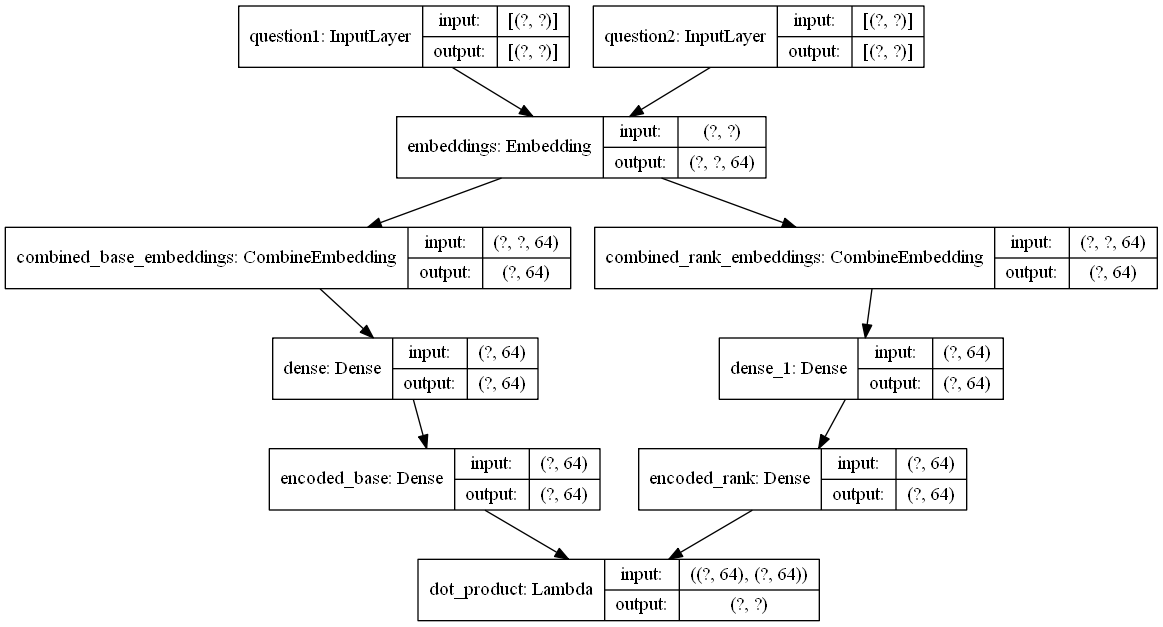 question1: InputLayer
input:
[(?, ?)]
output:
[(?, ?)]
question2: InputLayer
input:
[(?, ?)]
output:
[(?, ?)]
embeddings: Embedding
input:
(?, ?)
output:
(?, ?, 64)
combined_base_embeddings: CombineEmbedding
input:
(?, ?, 64)
output:
(?, 64)
combined_rank_embeddings: CombineEmbedding
input:
(?, ?, 64)
output:
(?, 64)
dense: Dense
input:
(?, 64)
output:
(?, 64)
dense_1: Dense
input:
(?, 64)
output:
(?, 64)
encoded_base: Dense
input:
(?, 64)
output:
(?, 64)
encoded_rank: Dense
input:
(?, 64)
output:
(?, 64)
dot_product: Lambda
input:
((?, 64), (?, 64))
output:
(?, ?)